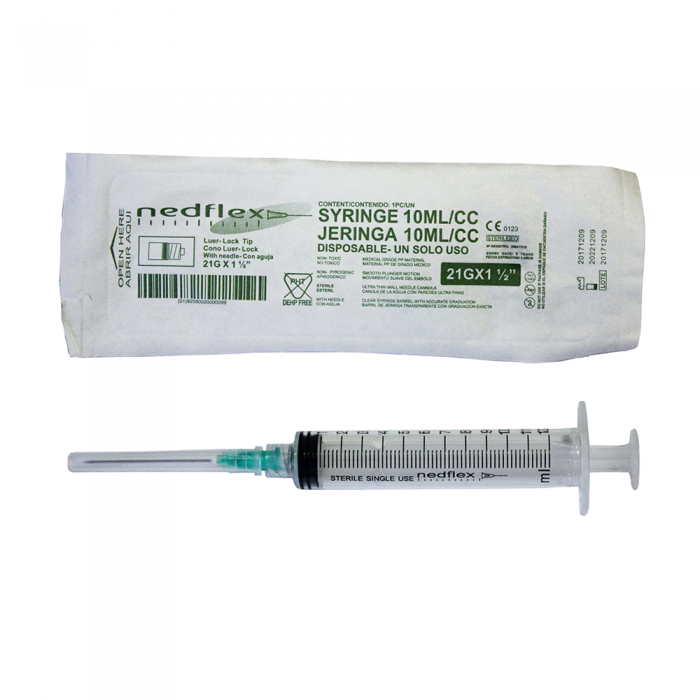 OPEN HERE
ABRIR AQUI
nedflex
Luer-Lock Tip
Cono Luer-Lock
With needle-Con aguja
21G X 1 ½"
PHT
DEHP FREE
CONTENT/CONTENIDO: 1PC/UN
SYRINGE 10ML/CC
JERINGA 10ML/CC
DISPOSABLE- UN SOLO USO
NON- TOXIC
NO TOXICO
MEDICAL GRADE PP MATERIAL
MATERIAL PP DE GRADO MEDICO
NON- PYROGENIC
APIROGENICO
SMOOTH PLUNGER MOTION
MOVIMIENTO SUAVE DEL EMBOLO
STERILE
ESTERIL
ULTRA THIN WALL NEEDLE CANNULA
CANULA DE LA AGUJA CON PAREDES ULTRA FINAS
WITH NEEDLE
CON AGUJA
CLEAR SYRINGE BARREL WITH ACCURATE GRADUATION
BARRIL DE JERINGA TRANSPARENTE CON GRADUACION EXACTA
CE 0123
21GX1 ½"
20171209
20221209
LOTE 20171209
1 2 3 4 5 6 7 8 9 10 12
ml
STERILE SINGLE USE nedflex